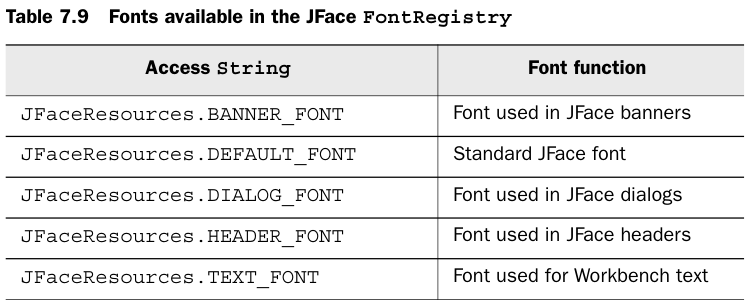 Table 7.9 Fonts available in the JFace FontRegistry
Access String Font function
JFaceResources.BANNER_FONT Font used in JFace banners
JFaceResources.DEFAULT_FONT Standard JFace font
JFaceResources.DIALOG_FONT Font used in JFace dialogs
JFaceResources.HEADER_FONT Font used in JFace headers
JFaceResources.TEXT_FONT Font used for Workbench text